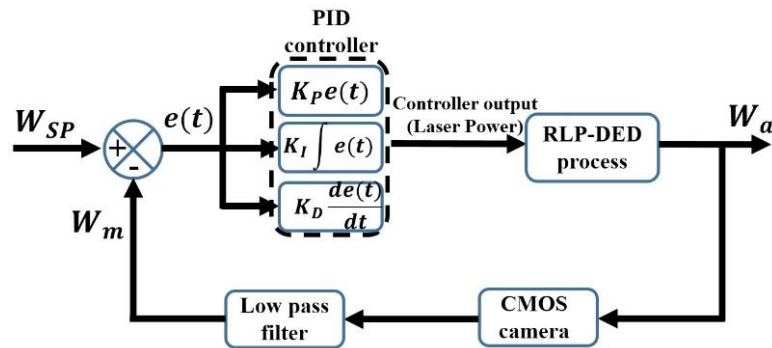 PID
controller
W_SP
+
-
e(t)
K_P e(t)
K_I ∫ e(t)
K_D de(t)/dt
Controller output
(Laser Power)
RLP-DED
process
W_a
W_m
Low pass
filter
CMOS
camera